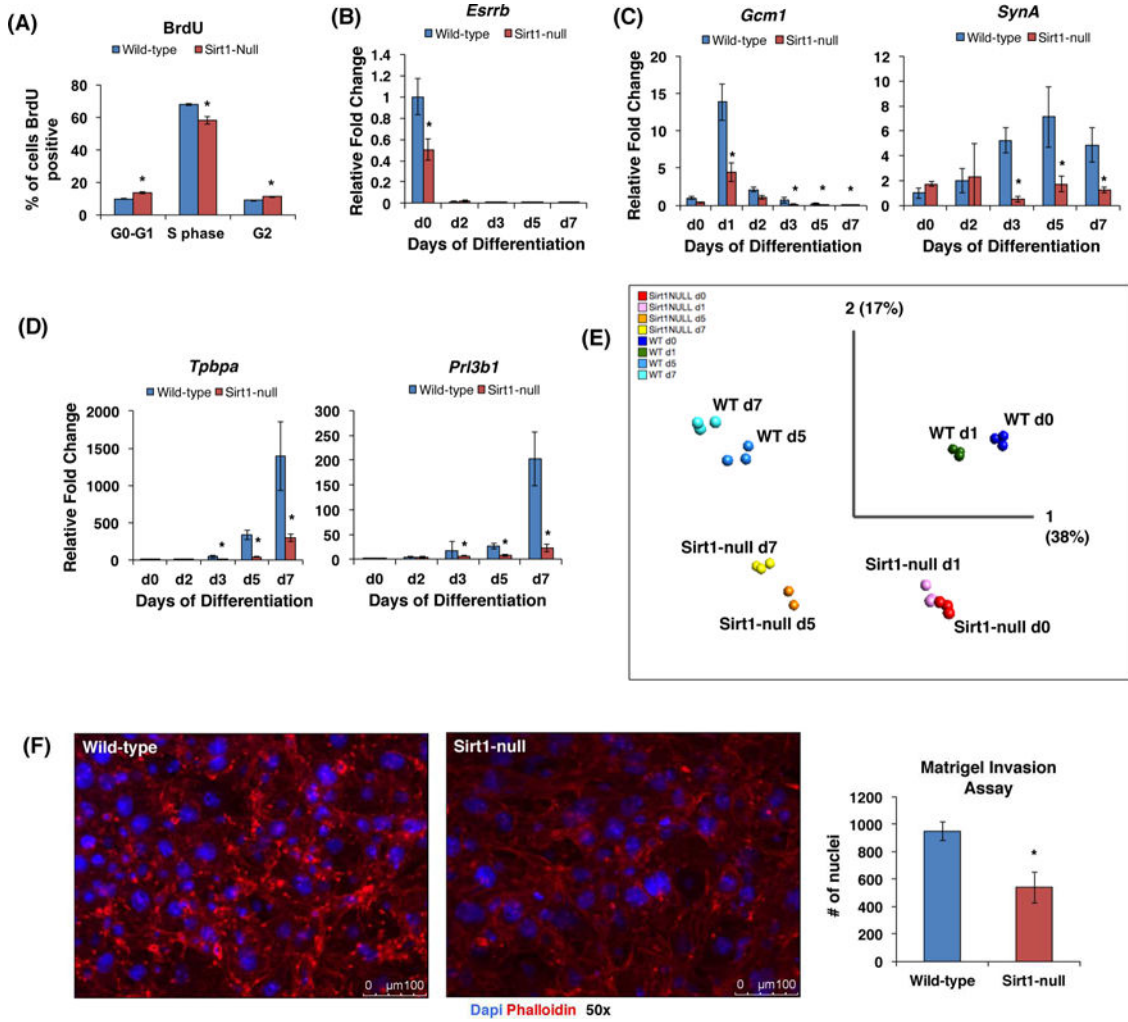 (A)
BrdU
Wild-type Sirt1-Null
% of cells BrdU
positive
80
60
40
20
0
*
*
*
G0-G1 S phase G2
(B)
Esrrb
Wild-type Sirt1-null
Relative Fold Change
1.4
1.2
1
0.8
0.6
0.4
0.2
0
*
d0 d2 d3 d5 d7
Days of Differentiation
(C)
Gcm1
Wild-type Sirt1-null
Relative Fold Change
20
15
10
5
0
* * * *
d0 d1 d2 d3 d5 d7
Days of Differentiation
SynA
Wild-type Sirt1-null
12
10
8
6
4
2
0
* * *
d0 d2 d3 d5 d7
Days of Differentiation
(D)
Tpbpa
Wild-type Sirt1-null
Relative Fold Change
2000
1500
1000
500
0
* * *
d0 d2 d3 d5 d7
Days of Differentiation
Prl3b1
Wild-type Sirt1-null
300
250
200
150
100
50
0
* * *
d0 d2 d3 d5 d7
Days of Differentiation
(E)
Sirt1NULL d0
Sirt1NULL d1
Sirt1NULL d5
Sirt1NULL d7
WT d0
WT d1
WT d5
WT d7
2 (17%)
1
(38%)
WT d7
WT d5
WT d1
WT d0
Sirt1-null d7
Sirt1-null d5
Sirt1-null d1
Sirt1-null d0
(F)
Wild-type
0 µm100
Sirt1-null
0 µm100
DapI Phalloidin 50x
Matrigel Invasion
Assay
# of nuclei
1200
1000
800
600
400
200
0
*
Wild-type Sirt1-null